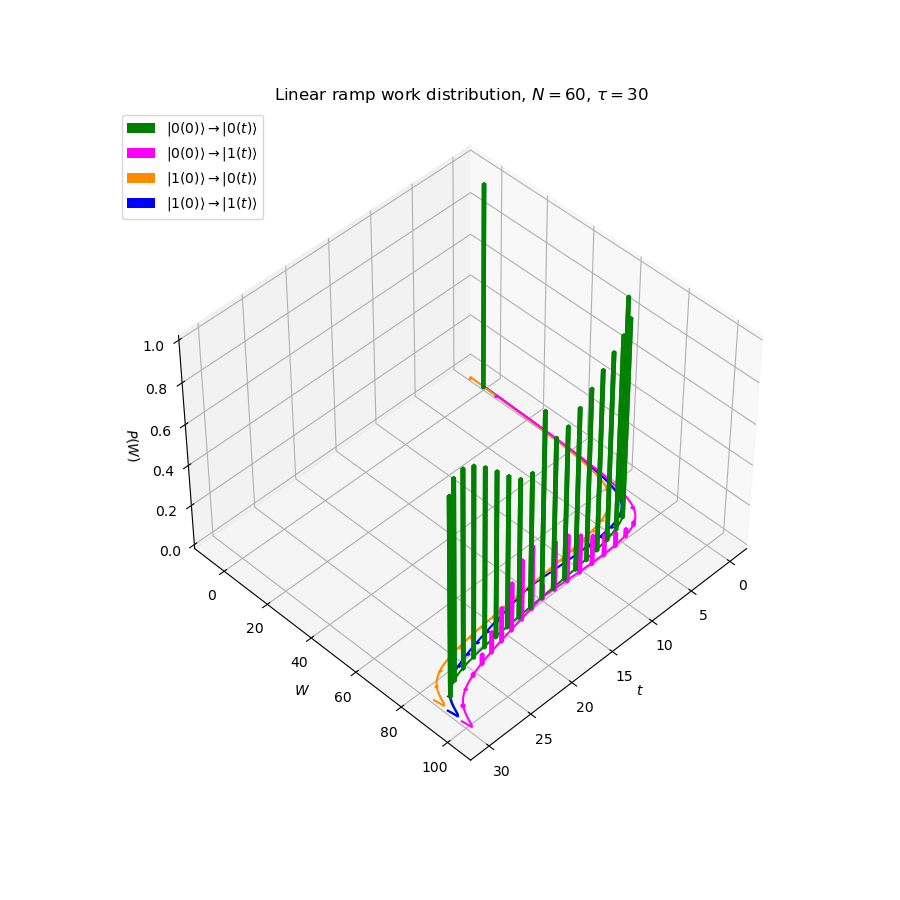 Linear ramp work distribution, $N = 60$, $\tau = 30$
|0(0)⟩ → |0(t)⟩
|0(0)⟩ → |1(t)⟩
|1(0)⟩ → |0(t)⟩
|1(0)⟩ → |1(t)⟩
1.0
0.8
0.6
0.4
0.2
0.0
P(W)
0
20
40
60
80
100
W
0
5
10
15
20
25
30
t